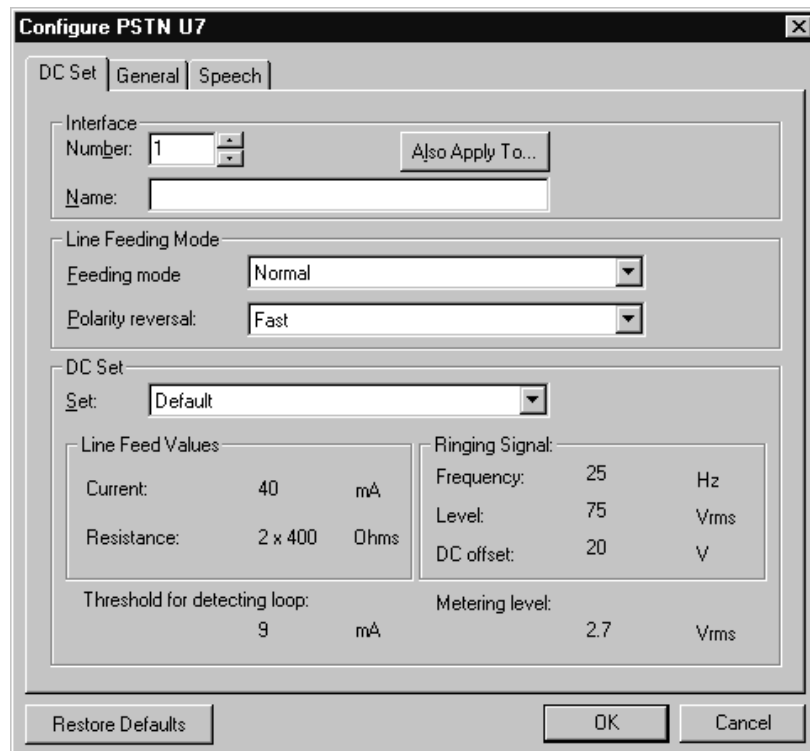 Configure PSTN U7
DC Set General Speech
Interface
Number: 1 Also Apply To...
Name:
Line Feeding Mode
Feeding mode Normal
Polarity reversal: Fast
DC Set
Set: Default
Line Feed Values
Current: 40 mA
Resistance: 2 x 400 Ohms
Ringing Signal:
Frequency: 25 Hz
Level: 75 Vrms
DC offset: 20 V
Threshold for detecting loop:
9 mA
Metering level:
2.7 Vrms
Restore Defaults OK Cancel